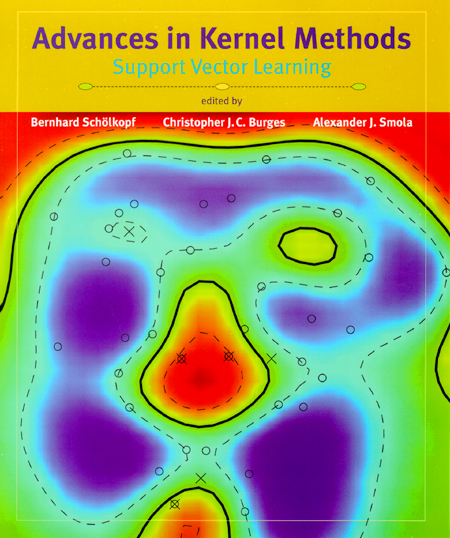 Advances in Kernel Methods
Support Vector Learning
edited by
Bernhard Schölkopf Christopher J.C. Burges Alexander J. Smola